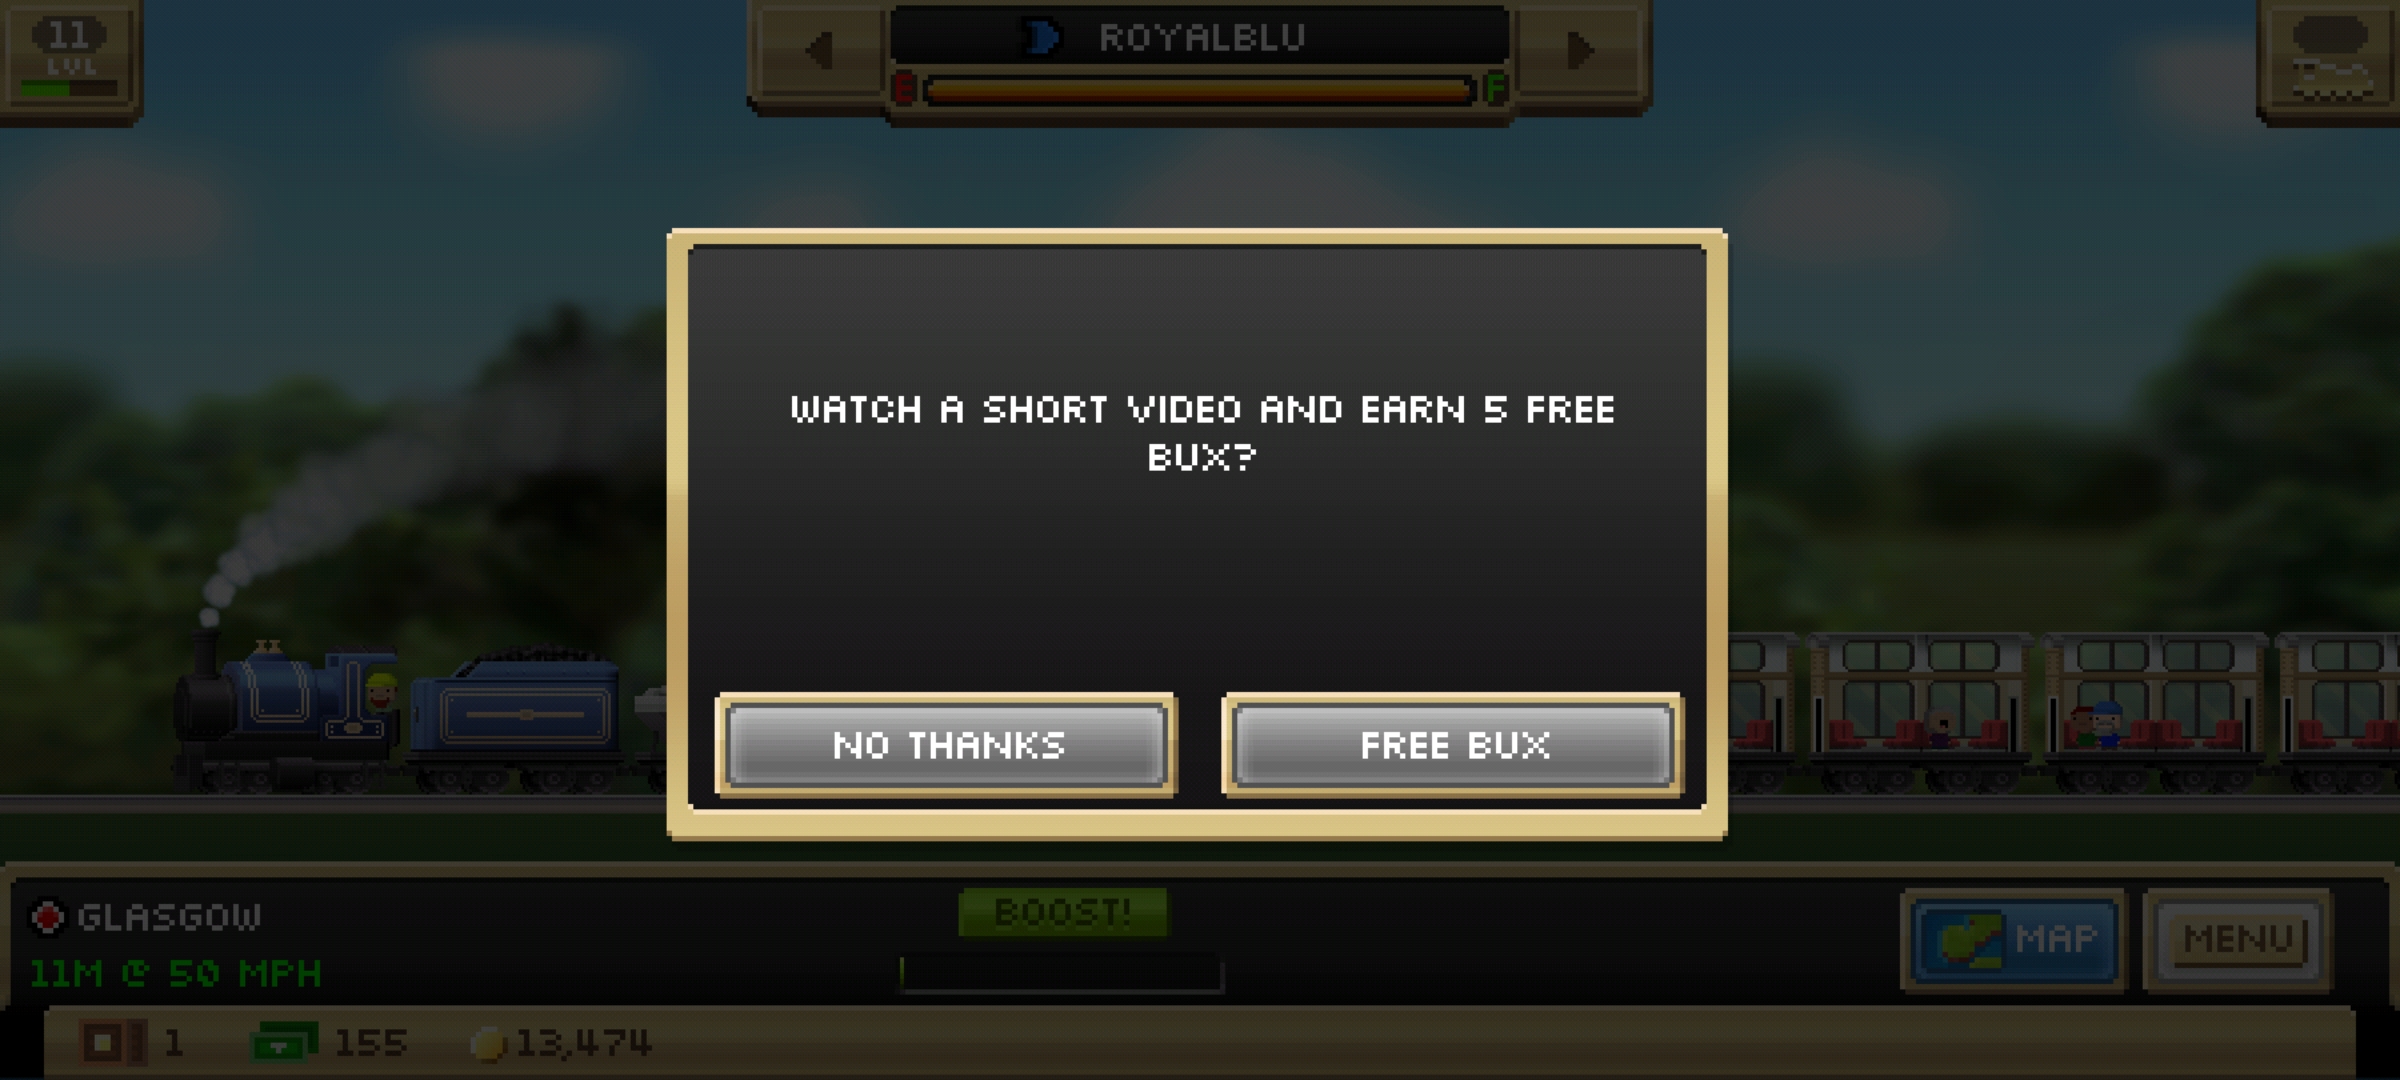 11
LVL
ROYALBLU
E F
WATCH A SHORT VIDEO AND EARN 5 FREE
BUX?
NO THANKS
FREE BUX
GLASGOW
11M @ 50 MPH
BOOST!
MAP
MENU
1
155
13,474